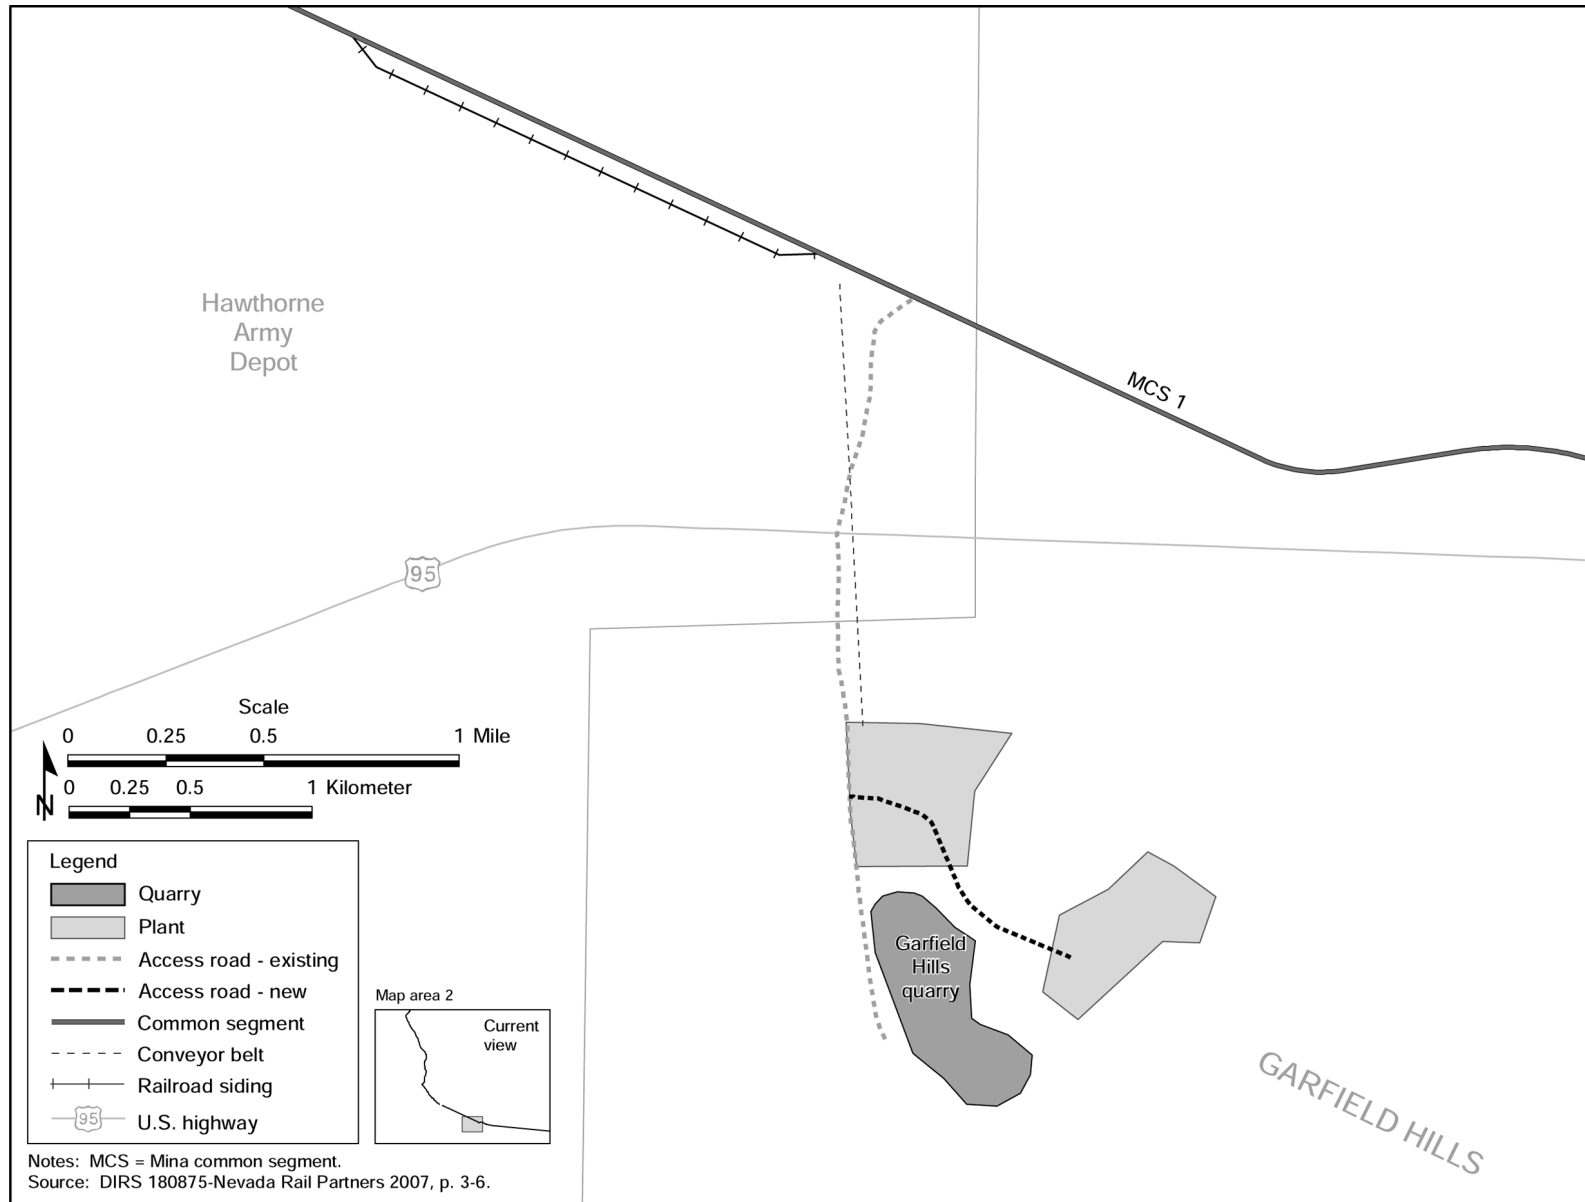 MCS 1
Hawthorne
Army
Depot
95
Scale
0 0.25 0.5 1 Mile
0 0.25 0.5 1 Kilometer
N
Legend
Quarry
Plant
Access road - existing
Access road - new
Common segment
Conveyor belt
Railroad siding
95 U.S. highway
Map area 2
Current
view
Garfield
Hills
quarry
GARFIELD HILLS
Notes: MCS = Mina common segment.
Source: DIRS 180875-Nevada Rail Partners 2007, p. 3-6.